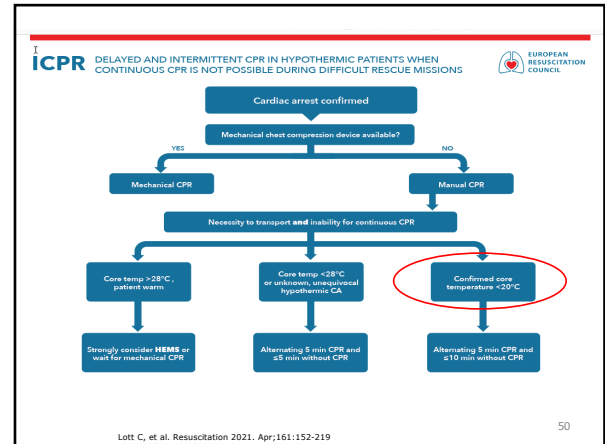 iCPR
DELAYED AND INTERMITTENT CPR IN HYPOTHERMIC PATIENTS WHEN
CONTINUOUS CPR IS NOT POSSIBLE DURING DIFFICULT RESCUE MISSIONS
EUROPEAN
RESUSCITATION
COUNCIL
Cardiac arrest confirmed
Mechanical chest compression device available?
YES
NO
Mechanical CPR
Manual CPR
Necessity to transport and inability for continuous CPR
Core temp >28°C ,
patient warm
Core temp <28°C
or unknown, unequivocal
hypothermic CA
Confirmed core
temperature <20°C
Strongly consider HEMS or
wait for mechanical CPR
Alternating 5 min CPR and
≤5 min without CPR
Alternating 5 min CPR and
≤10 min without CPR
Lott C, et al. Resuscitation 2021. Apr;161:152-219
50